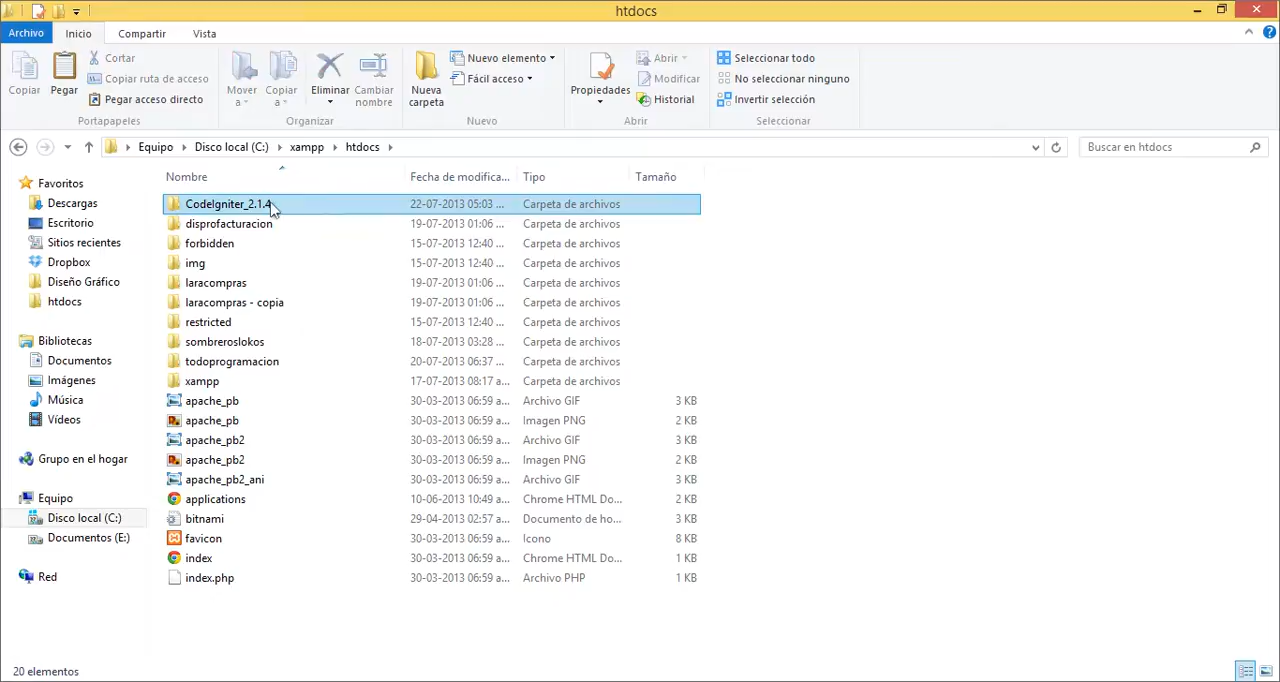 htdocs
Archivo Inicio Compartir Vista
Copiar
Pegar
Cortar
Copiar ruta de acceso
Pegar acceso directo
Portapapeles
Mover a
Copiar a
Eliminar
Cambiar nombre
Organizar
Nueva carpeta
Nuevo elemento
Fácil acceso
Nuevo
Propiedades
Abrir
Modificar
Historial
Abrir
Seleccionar todo
No seleccionar ninguno
Invertir selección
Seleccionar
Equipo Disco local (C:) xampp htdocs
Buscar en htdocs
Favoritos
Descargas
Escritorio
Sitios recientes
Dropbox
Diseño Gráfico
htdocs
Bibliotecas
Documentos
Imágenes
Música
Vídeos
Grupo en el hogar
Equipo
Disco local (C:)
Documentos (E:)
Red
Nombre Fecha de modifica... Tipo Tamaño
CodeIgniter_2.1.4 22-07-2013 05:03 ... Carpeta de archivos
disprofacturacion 19-07-2013 01:06 ... Carpeta de archivos
forbidden 15-07-2013 12:40 ... Carpeta de archivos
img 15-07-2013 12:40 ... Carpeta de archivos
laracompras 19-07-2013 01:06 ... Carpeta de archivos
laracompras - copia 19-07-2013 01:06 ... Carpeta de archivos
restricted 15-07-2013 12:40 ... Carpeta de archivos
sombreroslokos 18-07-2013 03:28 ... Carpeta de archivos
todoprogramacion 20-07-2013 06:37 ... Carpeta de archivos
xampp 17-07-2013 08:17 a... Carpeta de archivos
apache_pb 30-03-2013 06:59 a... Archivo GIF 3 KB
apache_pb 30-03-2013 06:59 a... Imagen PNG 2 KB
apache_pb2 30-03-2013 06:59 a... Archivo GIF 3 KB
apache_pb2 30-03-2013 06:59 a... Imagen PNG 2 KB
apache_pb2_ani 30-03-2013 06:59 a... Archivo GIF 3 KB
applications 10-06-2013 10:49 a... Chrome HTML Do... 2 KB
bitnami 29-04-2013 02:57 a... Documento de ho... 3 KB
favicon 30-03-2013 06:59 a... Icono 8 KB
index 30-03-2013 06:59 a... Chrome HTML Do... 1 KB
index.php 30-03-2013 06:59 a... Archivo PHP 1 KB
20 elementos